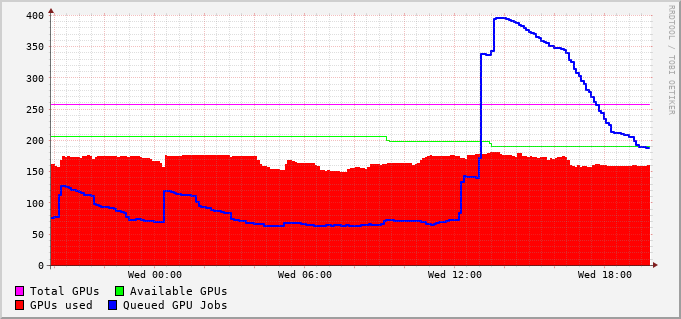 400
350
300
250
200
150
100
50
0
Wed 00:00 Wed 06:00 Wed 12:00 Wed 18:00
Total GPUs Available GPUs
GPUs used Queued GPU Jobs
RRDTOOL / TOBI OETIKER